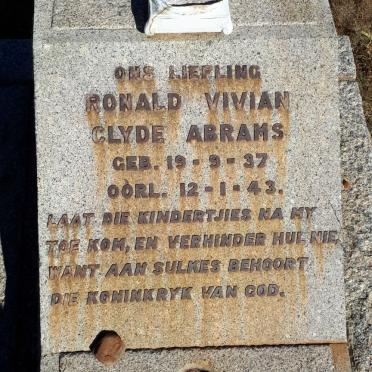 ONS LIEFLING
RONALD VIVIAN
CLYDE ABRAMS
GEB. 19 - 9 - 37
OORL. 12 - 1 - 43.
LAAT DIE KINDERTJIES NA MY
TOE KOM, EN VERHINDER HUL NIE,
WANT AAN SULKES BEHOORT
DIE KONINKRYK VAN GOD.